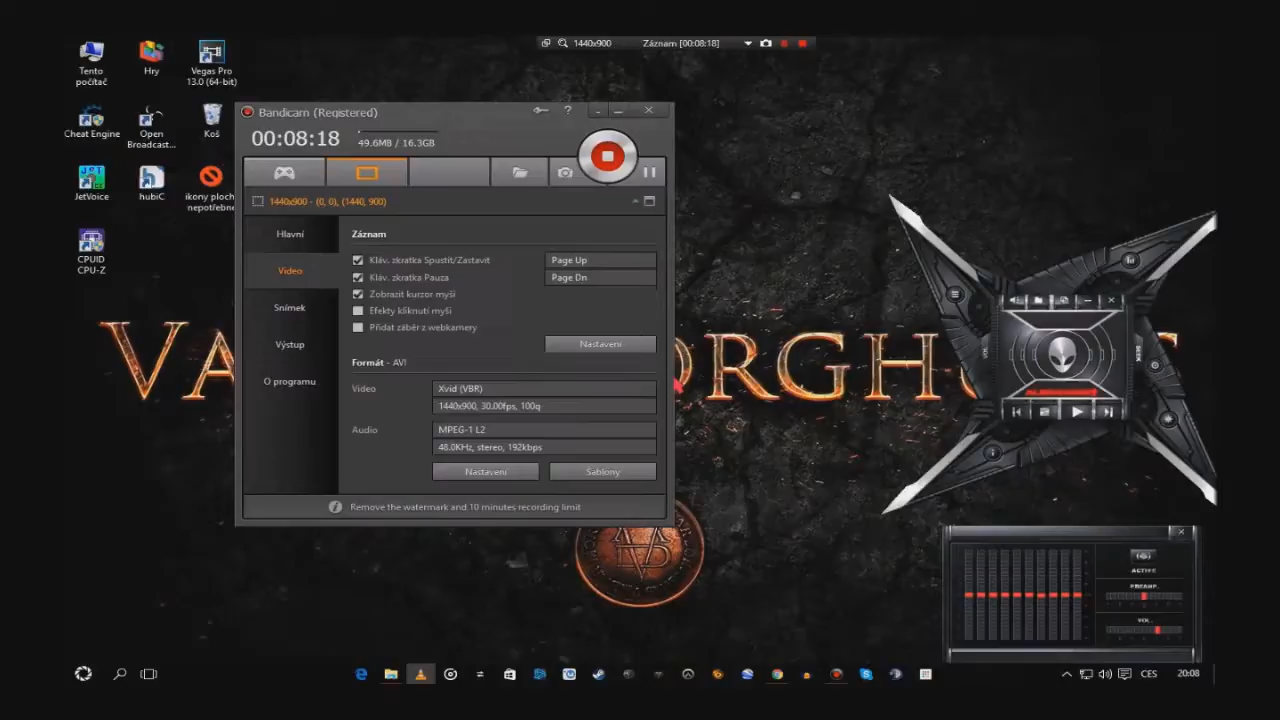 1440x900 Záznam [00:08:18]
Tento počítač
Hry
Vegas Pro 13.0 (64-bit)
Cheat Engine
Open Broadcast...
Koš
JetVoice
hubiC
ikony ploch nepotřebne
CPUID CPU-Z
Bandicam (Registered)
00:08:18
49.6MB / 16.3GB
1440x900 - (0, 0), (1440, 900)
Hlavní
Video
Snímek
Výstup
O programu
Záznam
Kláv. zkratka Spustit/Zastavit Page Up
Kláv. zkratka Pauza Page Dn
Zobrazit kurzor myši
Efekty kliknutí myši
Přidat záběr z webkamery
Nastavení
Formát - AVI
Video Xvid (VBR)
1440x900, 30.00fps, 100q
Audio MPEG-1 L2
48.0KHz, stereo, 192kbps
Nastavení Šablony
Remove the watermark and 10 minutes recording limit
ACTIVE
PREAMP
VOL
CES 20:08